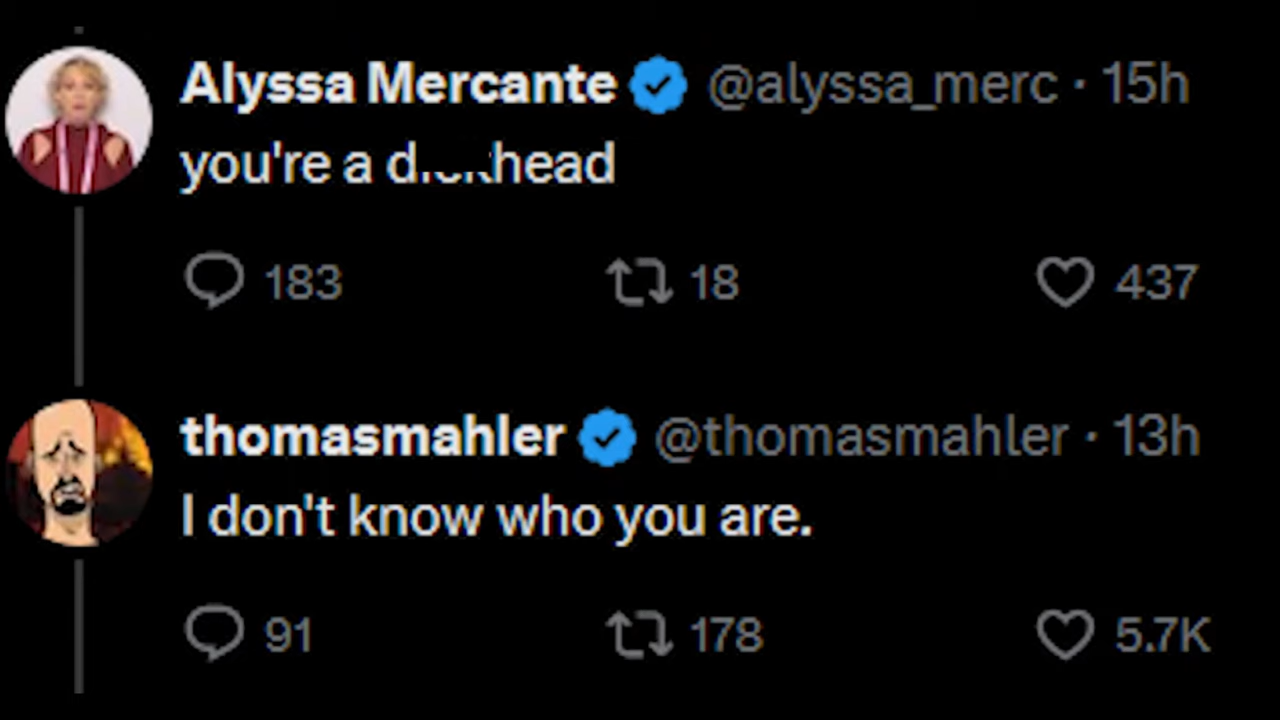 Alyssa Mercante @alyssa_merc · 15h
you're a d
183 18 437
thomasmahler @thomasmahler · 13h
I don't know who you are.
91 178 5.7K